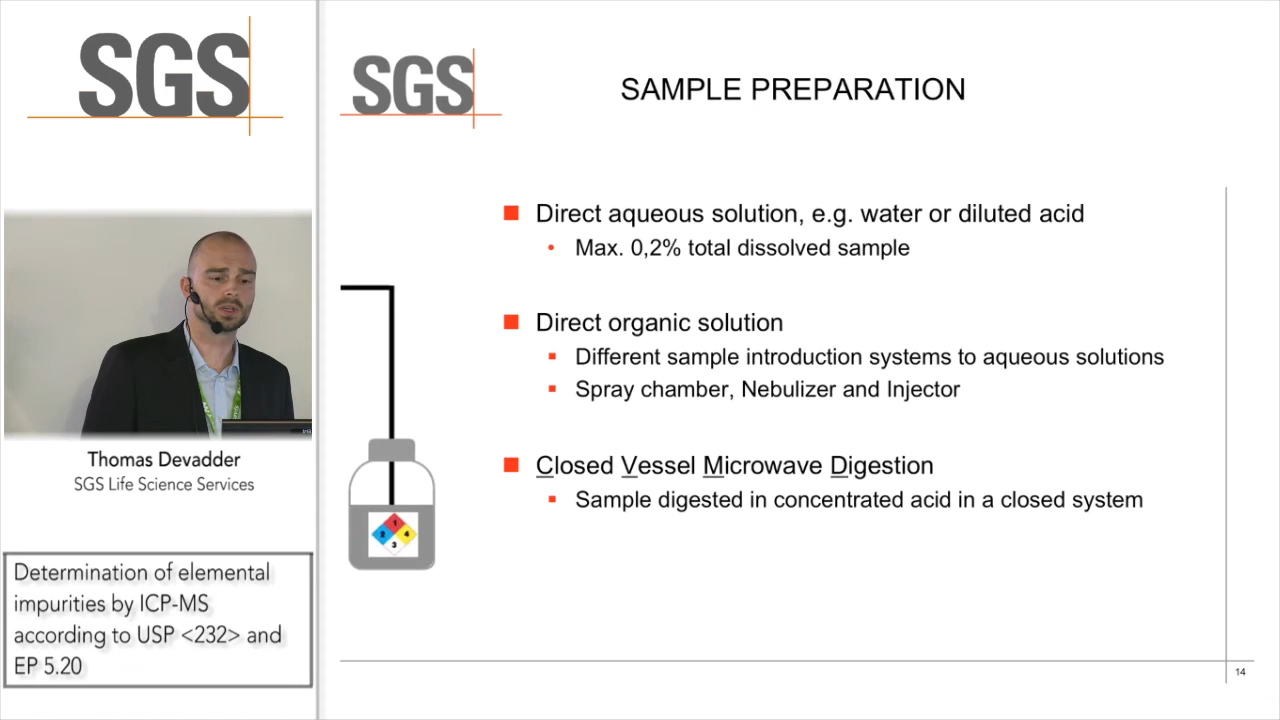 SGS
Thomas Devadder
SGS Life Science Services
Determination of elemental
impurities by ICP-MS
according to USP <232> and
EP 5.20
SGS
SAMPLE PREPARATION
Direct aqueous solution, e.g. water or diluted acid
Max. 0,2% total dissolved sample
Direct organic solution
Different sample introduction systems to aqueous solutions
Spray chamber, Nebulizer and Injector
Closed Vessel Microwave Digestion
Sample digested in concentrated acid in a closed system
1
2 4
3
14